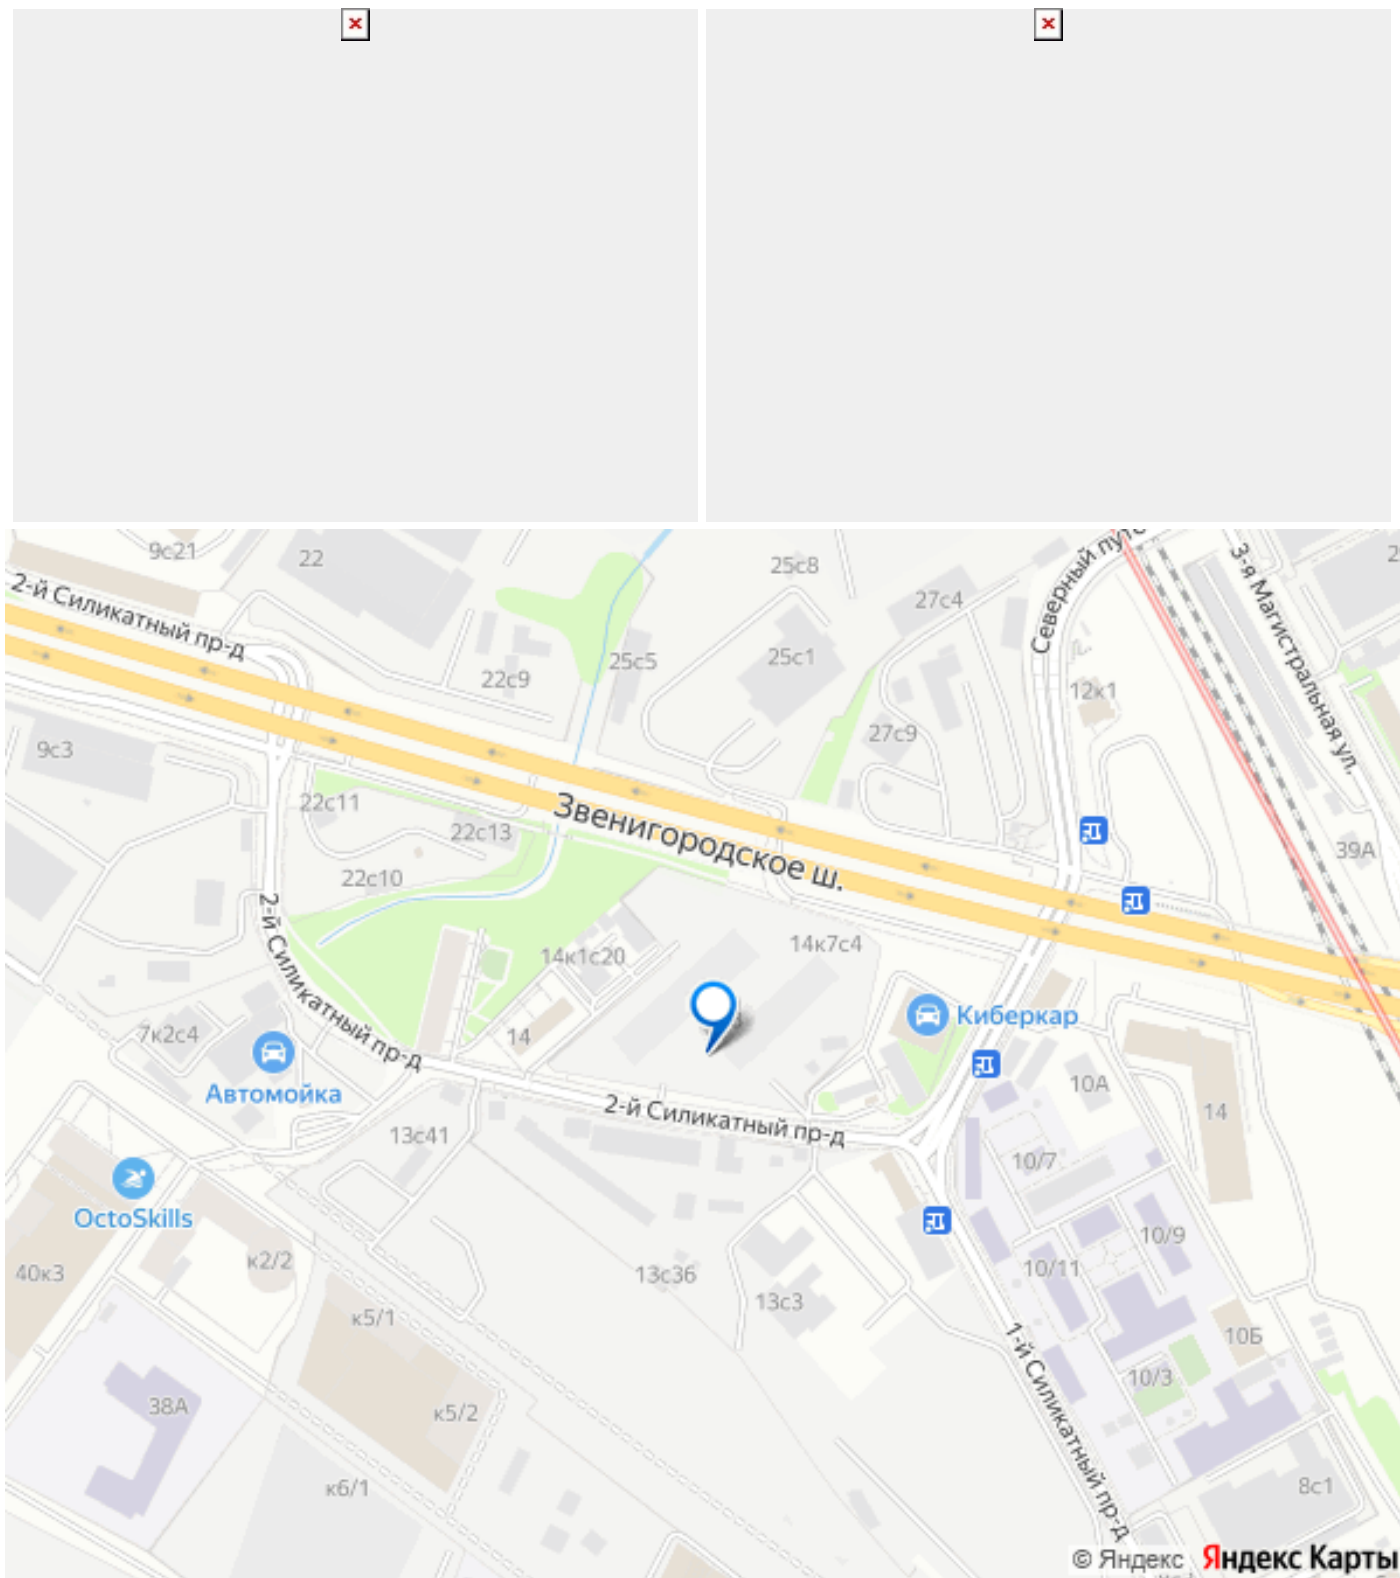 9с21
22
25с8
27с4
Северный путь
3-я Магистральная ул.
2-й Силикатный пр-д
25с5
25с1
22с9
12к1
27с9
9с3
22с11
22с13
Звенигородское ш.
39А
22с10
2-й Силикатный пр-д
14к1с20
14к7с4
7к2с4
14
Киберкар
Автомойка
10А
14
2-й Силикатный пр-д
13с41
10/7
OctoSkills
10/9
к2/2
40к3
13с36
10/11
13с3
к5/1
10Б
1-й Силикатный пр-д
10/3
38А
к5/2
к6/1
8с1
© Яндекс Яндекс Карты